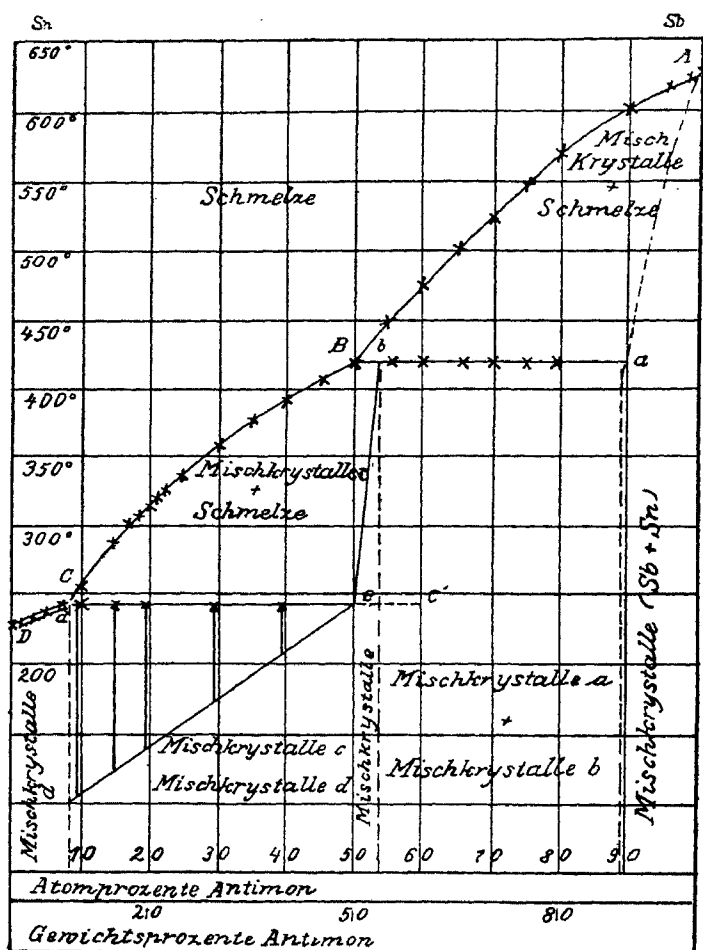 Sn Sb
650°
A
600°
Misch
Krystalle
+
Schmelze
550°
Schmelze
500°
450°
B b
a
400°
350°
Mischkrystalle
+
Schmelze
300°
C
e C'
D d
200
Mischkrystalle a
+
Mischkrystalle b
Mischkrystalle c
Mischkrystalle d
Mischkrystalle
d
Mischkrystalle
Mischkrystalle (Sb + Sn)
10 20 30 40 50 60 70 80 90
Atomprozente Antimon
20 50 80
Gewichtsprozente Antimon